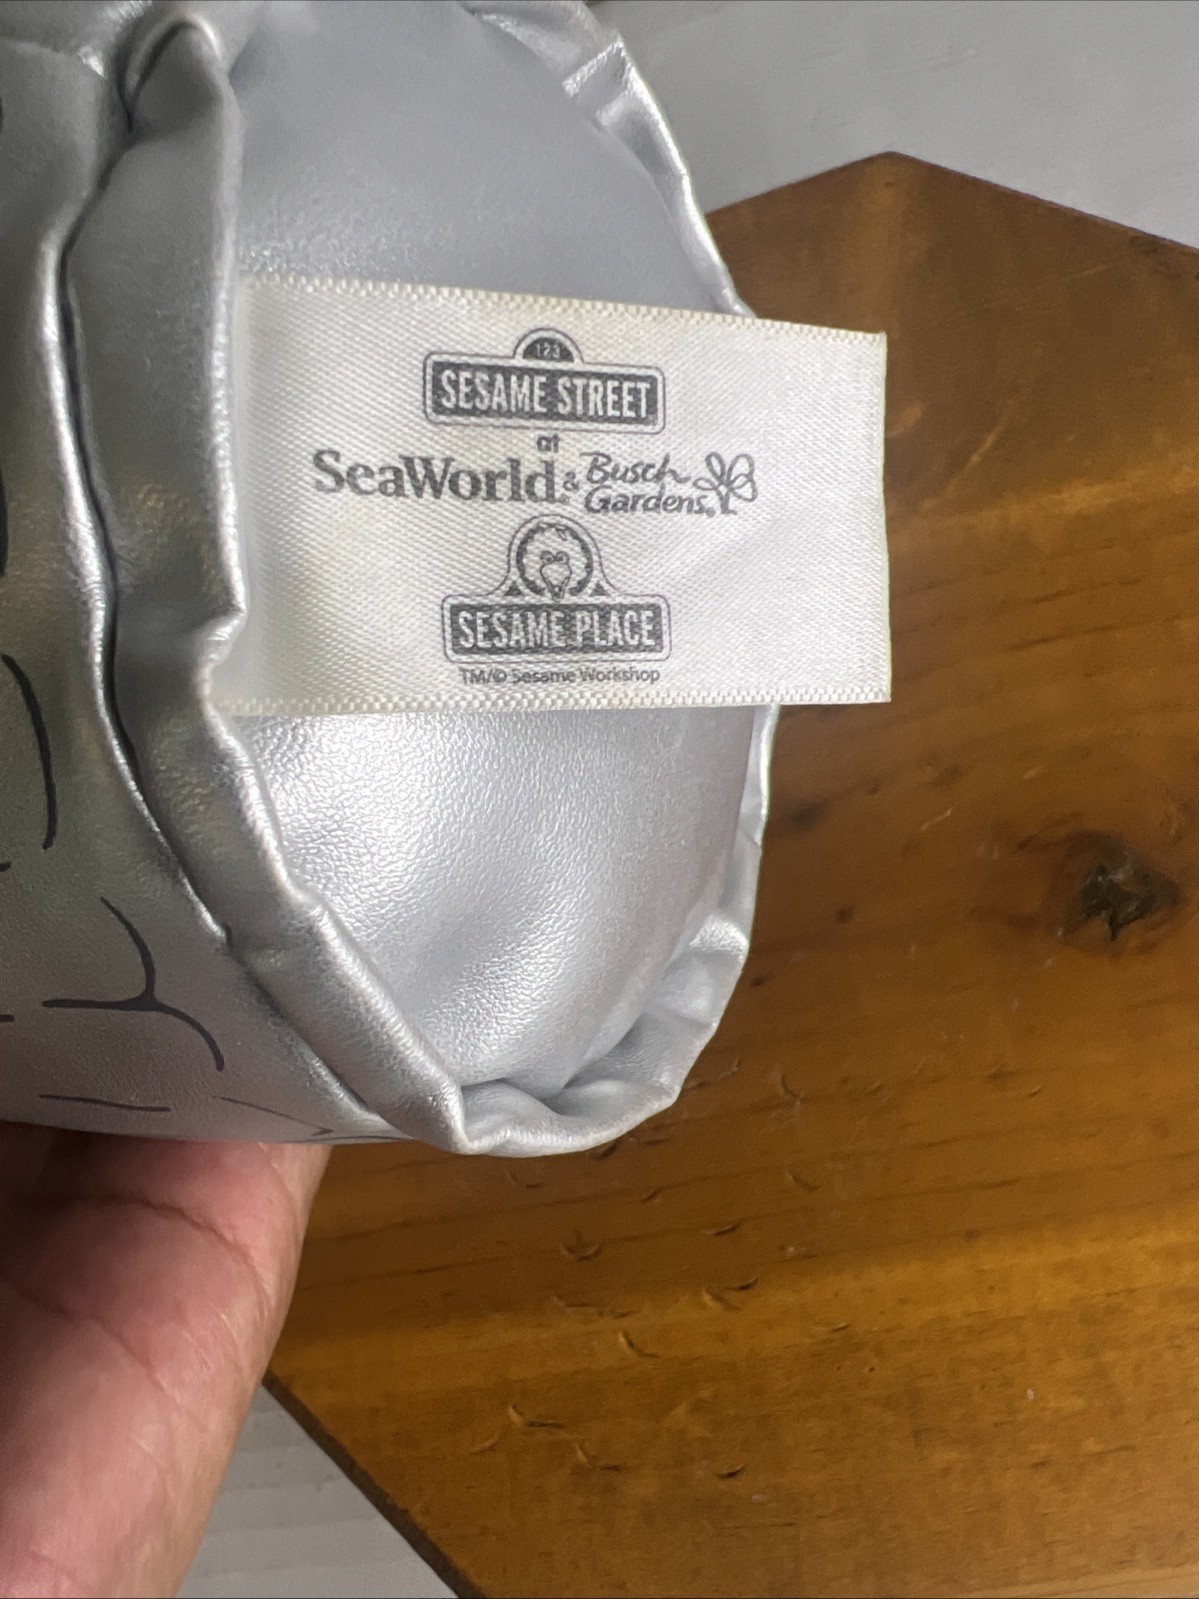 123
SESAME STREET
at
SeaWorld. & Busch Gardens.
SESAME PLACE
TM/© Sesame Workshop